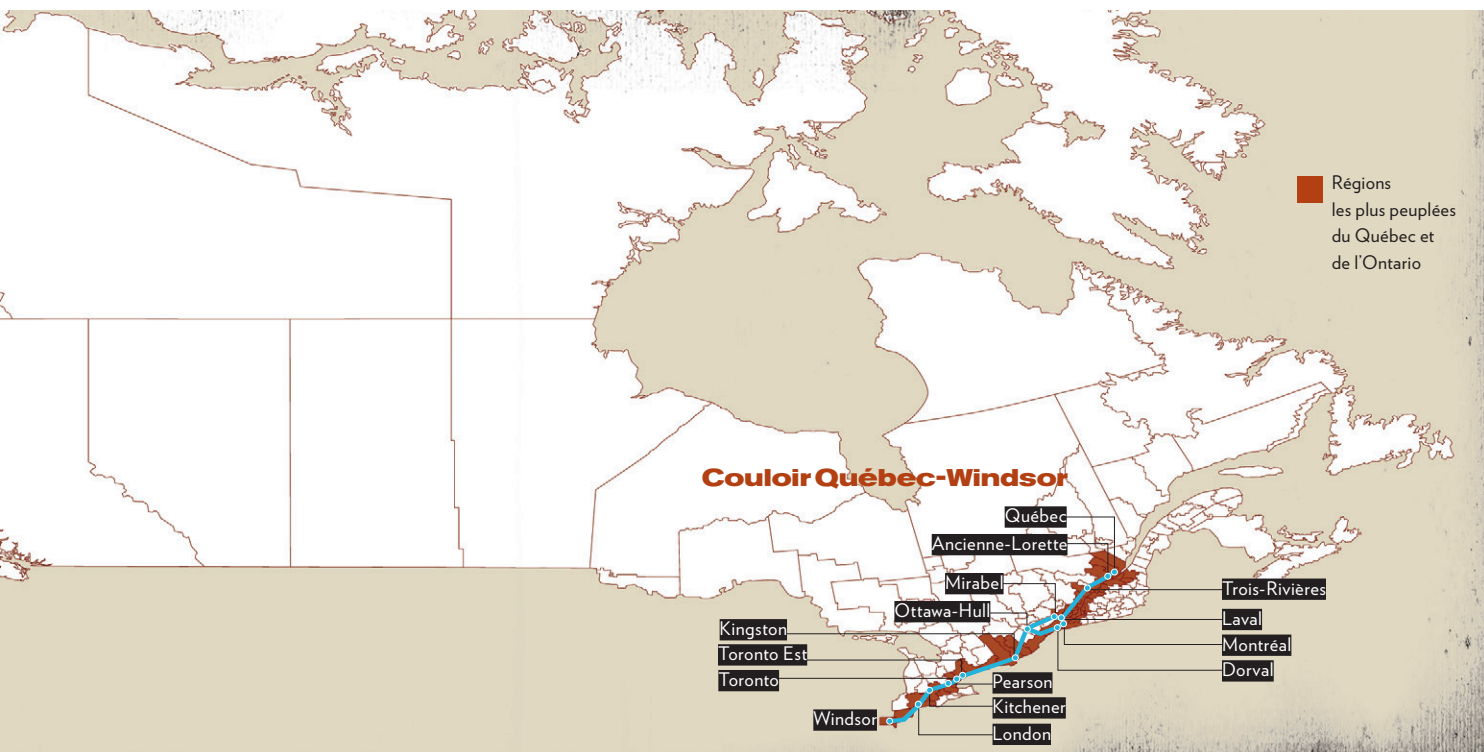 Régions
les plus peuplées
du Québec et
de l'Ontario
Couloir Québec-Windsor
Québec
Ancienne-Lorette
Mirabel
Trois-Rivières
Ottawa-Hull
Laval
Kingston
Montréal
Toronto Est
Dorval
Toronto
Pearson
Kitchener
Windsor
London